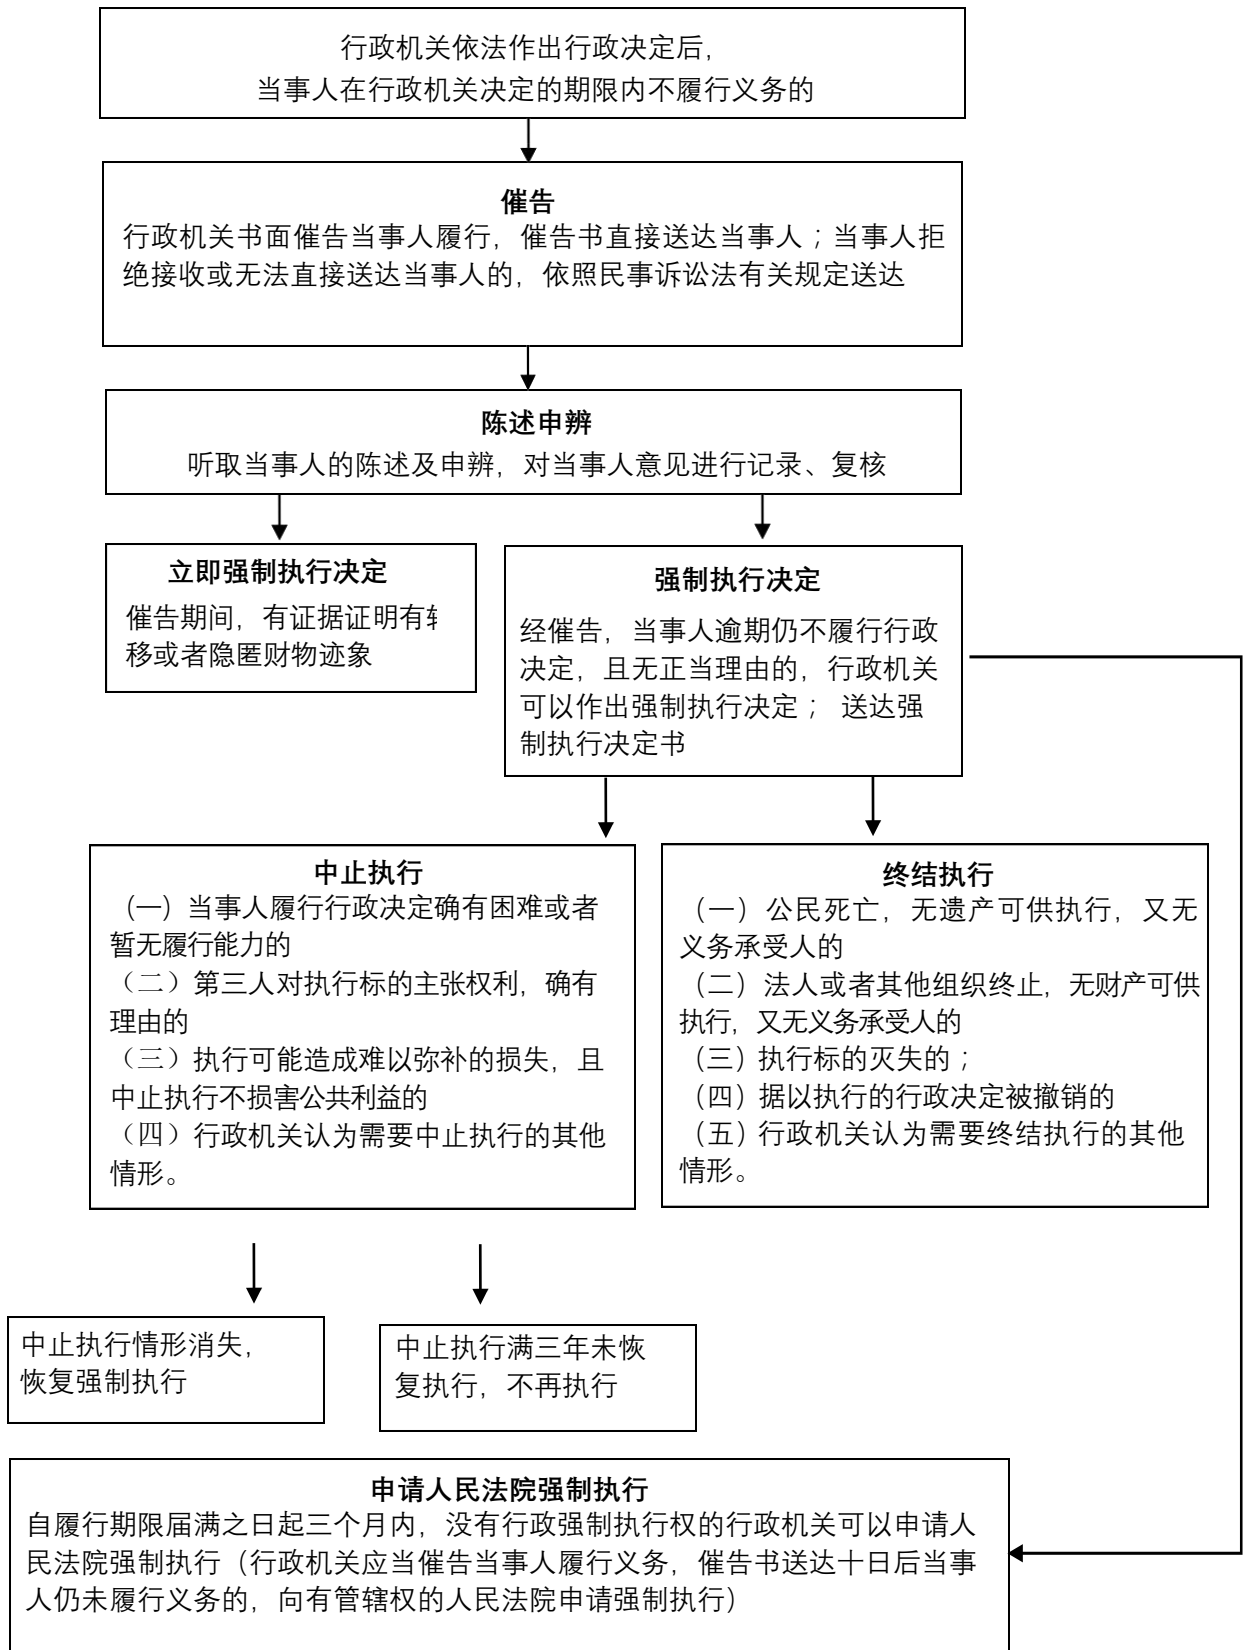 行政机关依法作出行政决定后,
当事人在行政机关决定的期限内不履行义务的
催告
行政机关书面催告当事人履行，催告书直接送达当事人；当事人拒
绝接收或无法直接送达当事人的，依照民事诉讼法有关规定送达
陈述申辨
听取当事人的陈述及申辨，对当事人意见进行记录、复核
立即强制执行决定
催告期间，有证据证明有
移或者隐匿财物迹象
强制执行决定
经催告，当事人逾期仍不履行行政
决定，且无正当理由的，行政机关
可以作出强制执行决定； 送达强
制执行决定书
中止执行
（一）当事人履行行政决定确有困难或者
暂无履行能力的
（二）第三人对执行标的主张权利，确有
理由的
（三）执行可能造成难以弥补的损失，且
中止执行不损害公共利益的
（四）行政机关认为需要中止执行的其他
情形。
终结执行
（一）公民死亡，无遗产可供执行，又无
义务承受人的
（二）法人或者其他组织终止，无财产可供
执行，又无义务承受人的
（三）执行标的灭失的；
（四）据以执行的行政决定被撤销的
（五）行政机关认为需要终结执行的其他
情形。
中止执行情形消失，
恢复强制执行
中止执行满三年未恢
复执行，不再执行
申请人民法院强制执行
自履行期限届满之日起三个月内，没有行政强制执行权的行政机关可以申请人
民法院强制执行（行政机关应当催告当事人履行义务，催告书送达十日后当事
人仍未履行义务的，向有管辖权的人民法院申请强制执行）